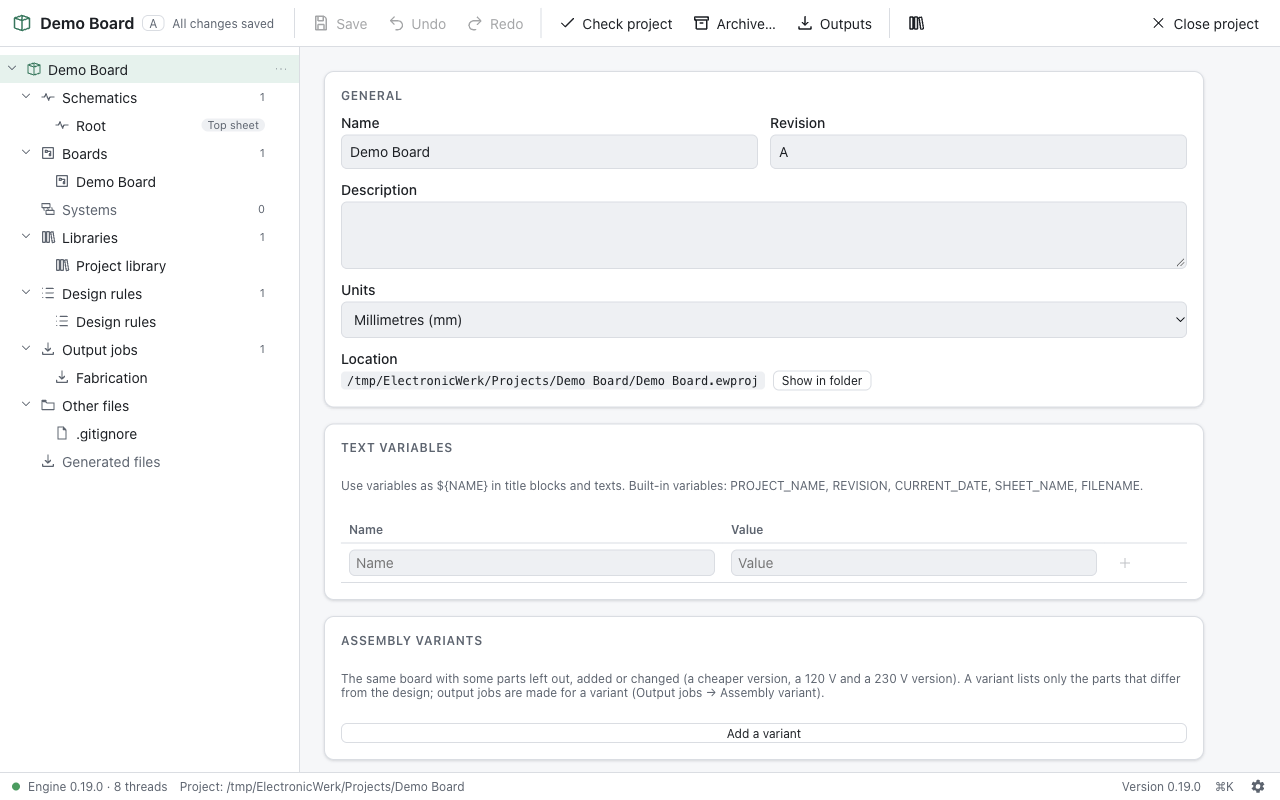 Demo Board A All changes saved Save Undo Redo Check project Archive... Outputs Close project
Demo Board ...
Schematics 1
Root Top sheet
Boards 1
Demo Board
Systems 0
Libraries 1
Project library
Design rules 1
Design rules
Output jobs 1
Fabrication
Other files
.gitignore
Generated files
GENERAL
Name Revision
Demo Board A
Description
Units
Millimetres (mm)
Location
/tmp/ElectronicWerk/Projects/Demo Board/Demo Board.ewproj Show in folder
TEXT VARIABLES
Use variables as ${NAME} in title blocks and texts. Built-in variables: PROJECT_NAME, REVISION, CURRENT_DATE, SHEET_NAME, FILENAME.
Name Value
Name Value +
ASSEMBLY VARIANTS
The same board with some parts left out, added or changed (a cheaper version, a 120 V and a 230 V version). A variant lists only the parts that differ
from the design; output jobs are made for a variant (Output jobs → Assembly variant).
Add a variant
Engine 0.19.0 · 8 threads Project: /tmp/ElectronicWerk/Projects/Demo Board Version 0.19.0 ⌘K